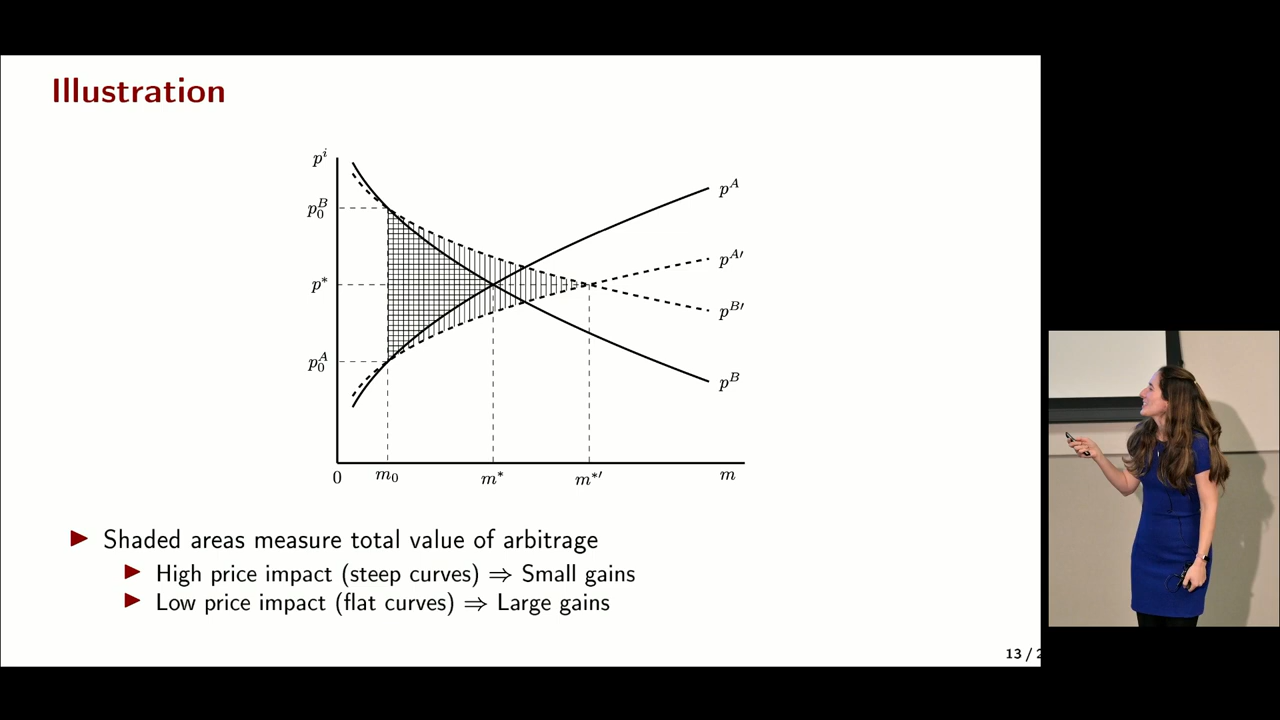 Illustration
pⁱ
p₀ᴮ
p*
p₀ᴬ
pᴬ
pᴬ′
pᴮ′
pᴮ
0
m₀
m*
m*′
m
Shaded areas measure total value of arbitrage
High price impact (steep curves) ⇒ Small gains
Low price impact (flat curves) ⇒ Large gains
13 /